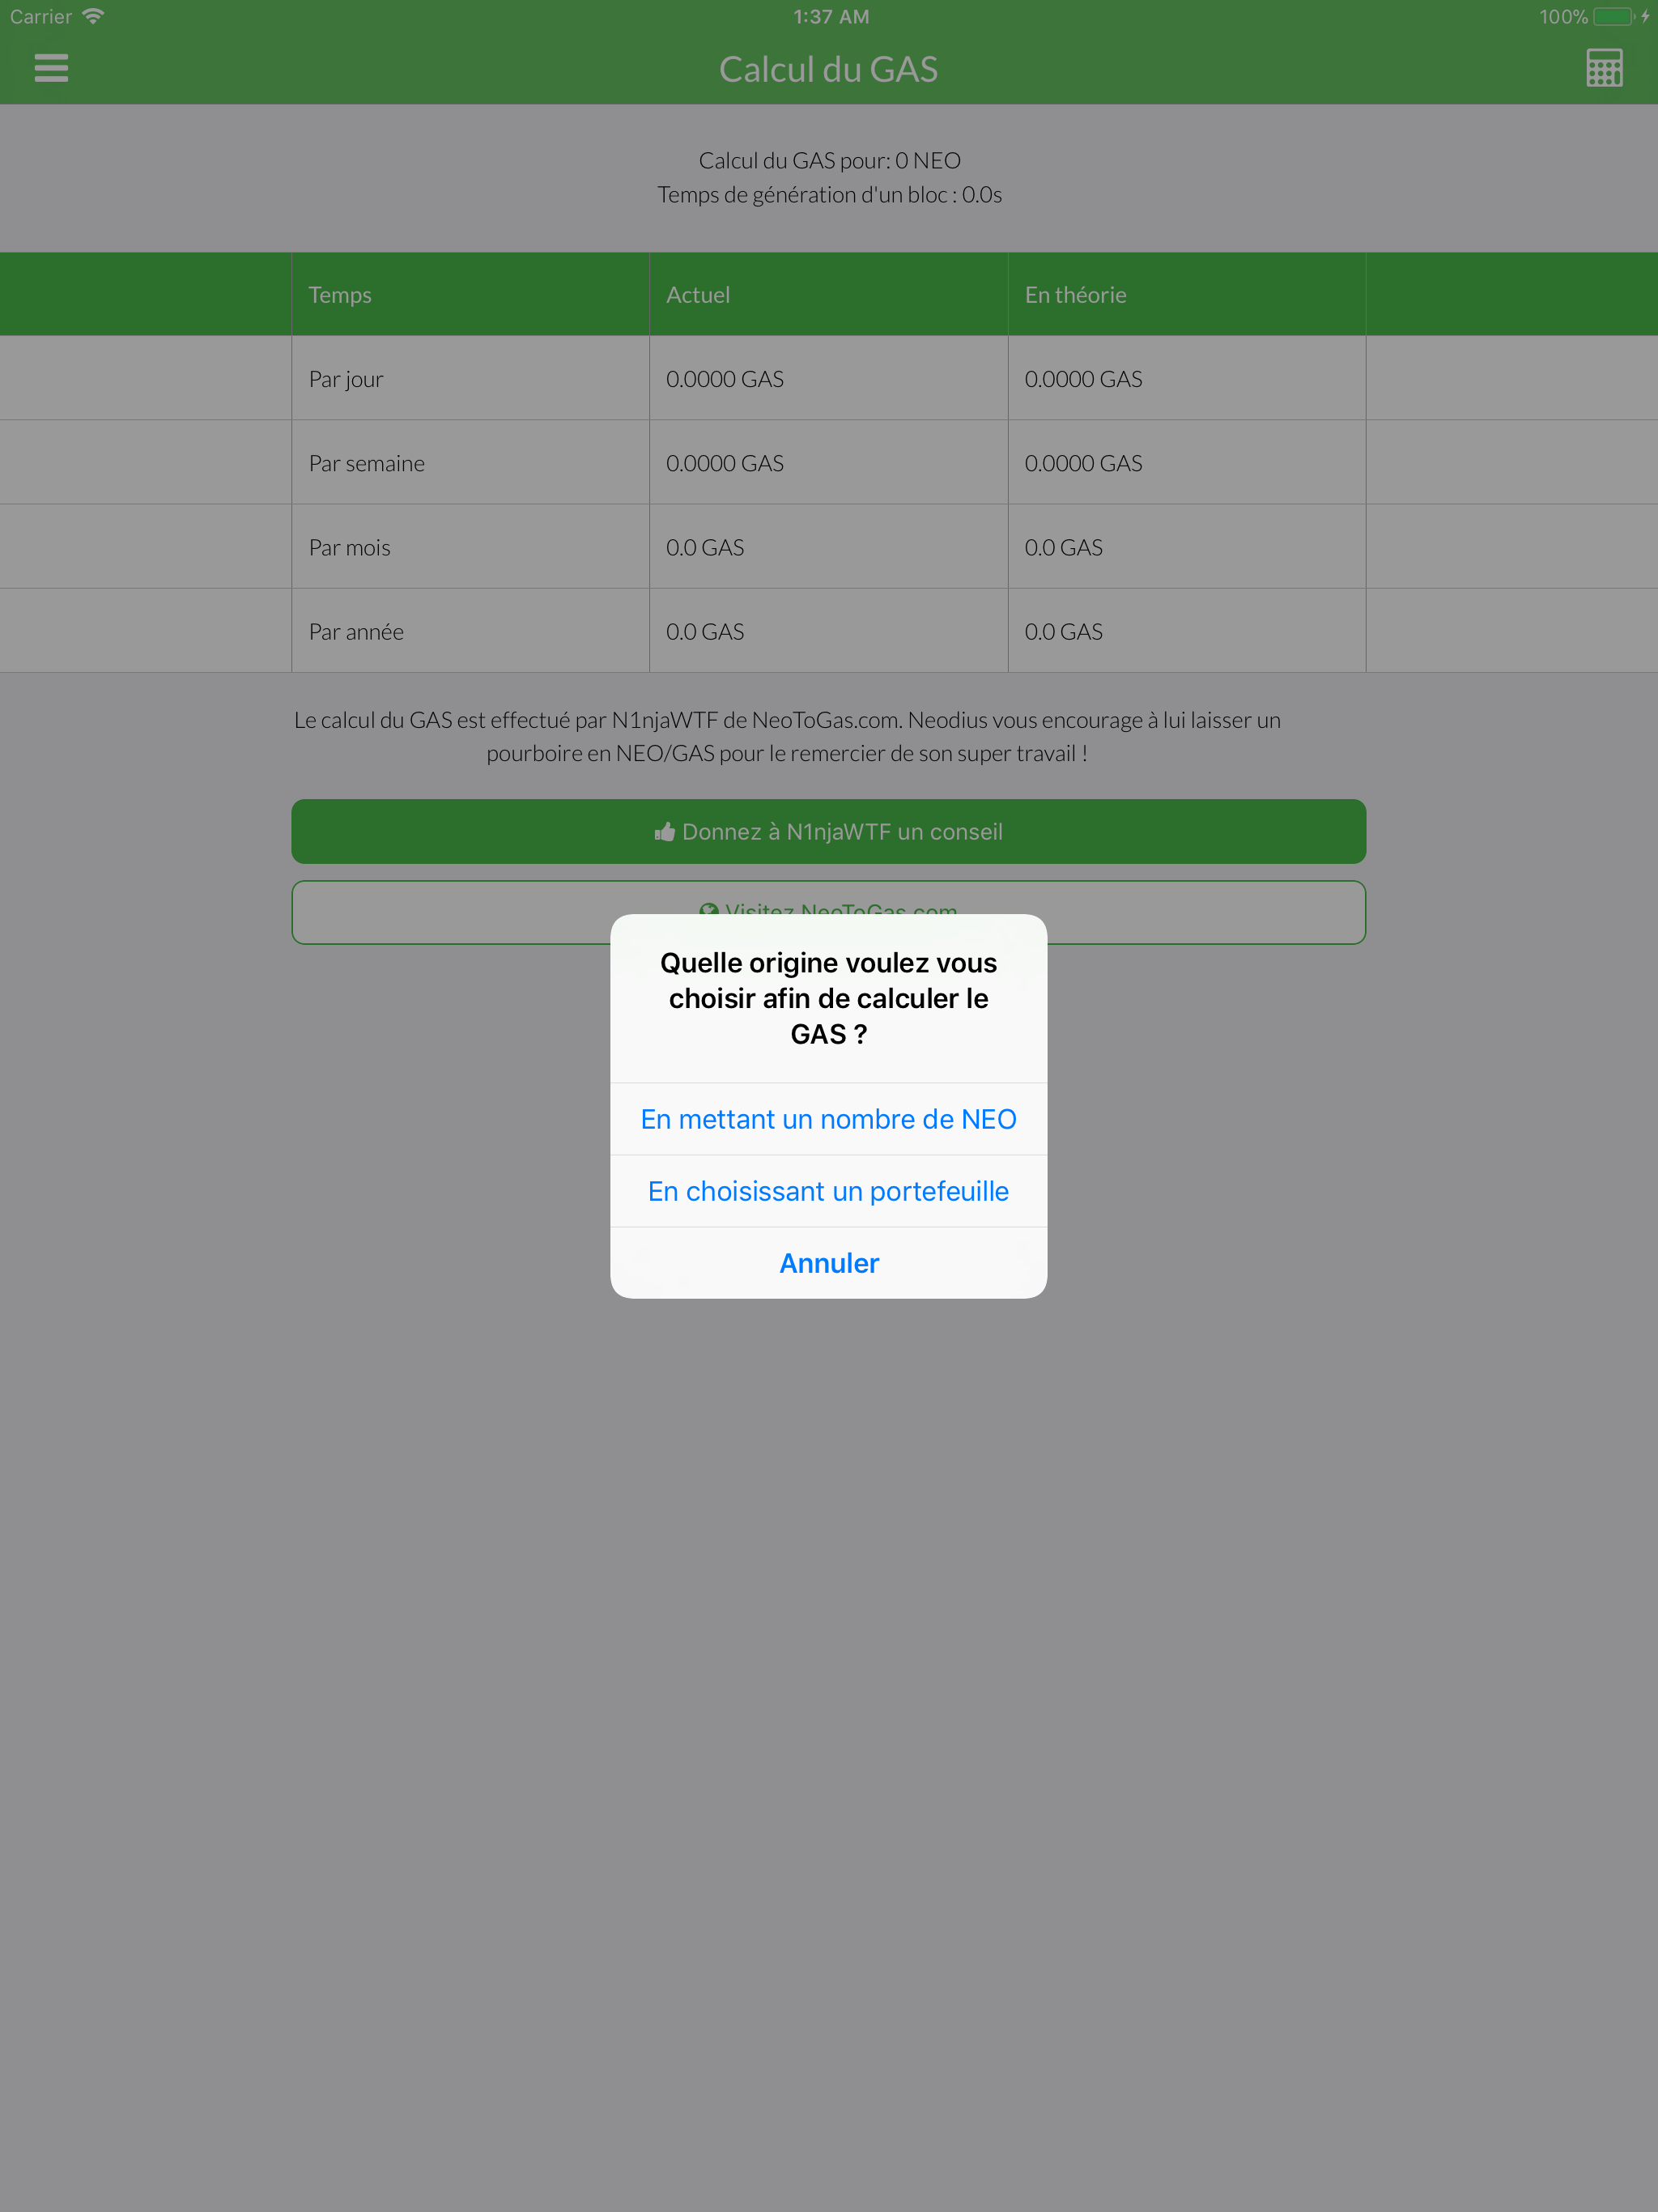 Carrier
1:37 AM
100%
Calcul du GAS
Calcul du GAS pour: 0 NEO
Temps de génération d'un bloc : 0.0s
Temps Actuel En théorie
Par jour 0.0000 GAS 0.0000 GAS
Par semaine 0.0000 GAS 0.0000 GAS
Par mois 0.0 GAS 0.0 GAS
Par année 0.0 GAS 0.0 GAS
Le calcul du GAS est effectué par N1njaWTF de NeoToGas.com. Neodius vous encourage à lui laisser un
pourboire en NEO/GAS pour le remercier de son super travail !
Donnez à N1njaWTF un conseil
Visitez NeoToGas.com
Quelle origine voulez vous
choisir afin de calculer le
GAS ?
En mettant un nombre de NEO
En choisissant un portefeuille
Annuler